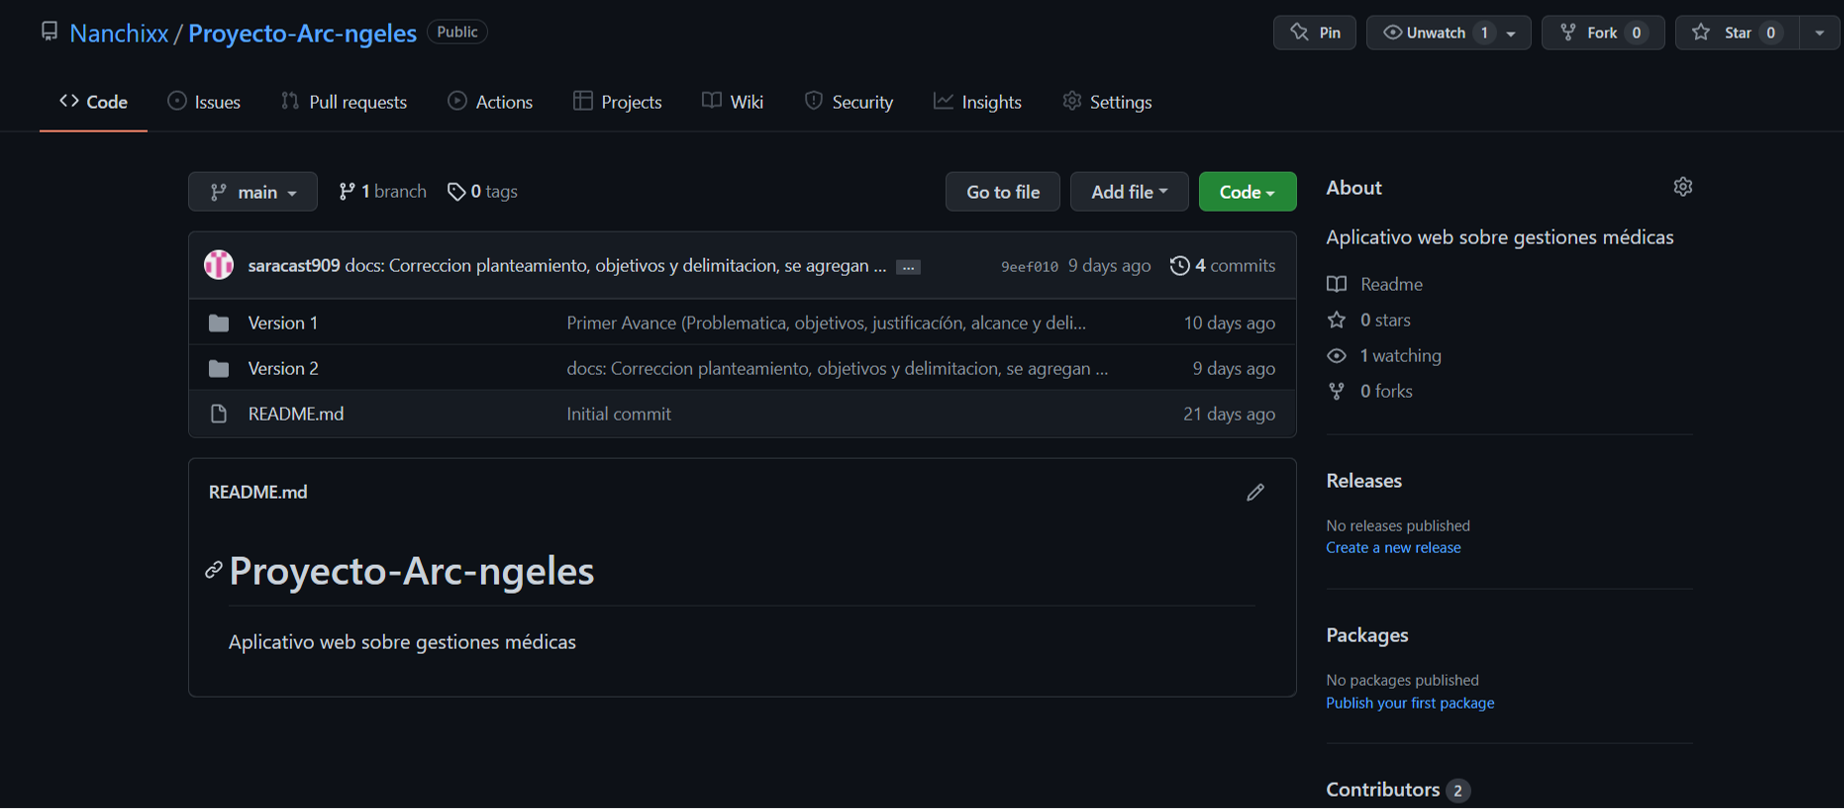 Nanchixx / Proyecto-Arc-ngeles Public
Pin
Unwatch 1
Fork 0
Star 0
Code
Issues
Pull requests
Actions
Projects
Wiki
Security
Insights
Settings
main
1 branch
0 tags
Go to file
Add file
Code
saracast909 docs: Correccion planteamiento, objetivos y delimitacion, se agregan ... ...
9eef010 9 days ago
4 commits
Version 1
Primer Avance (Problematica, objetivos, justificacíón, alcance y deli...
10 days ago
Version 2
docs: Correccion planteamiento, objetivos y delimitacion, se agregan ...
9 days ago
README.md
Initial commit
21 days ago
README.md
Proyecto-Arc-ngeles
Aplicativo web sobre gestiones médicas
About
Aplicativo web sobre gestiones médicas
Readme
0 stars
1 watching
0 forks
Releases
No releases published
Create a new release
Packages
No packages published
Publish your first package
Contributors 2